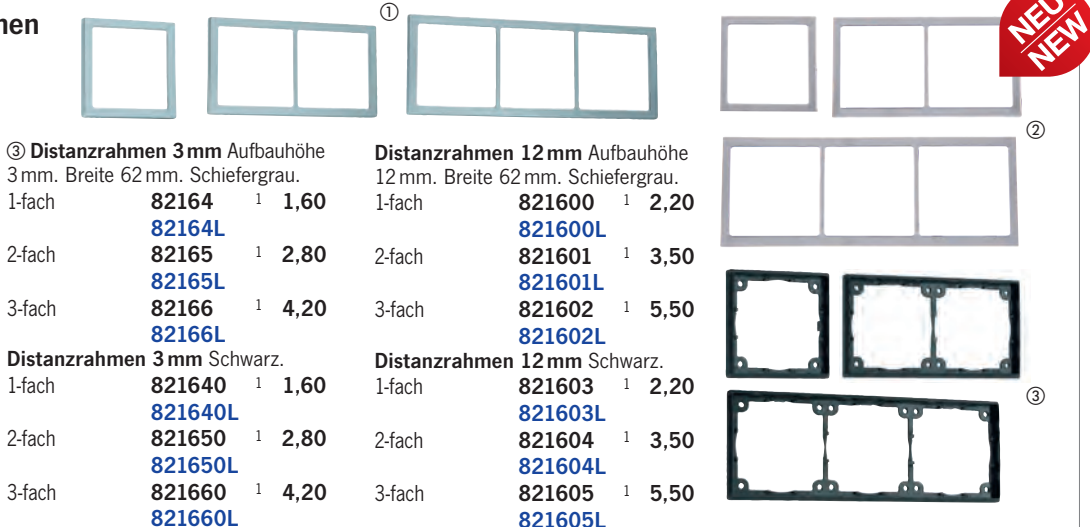 men
①
NEU
NEW
②
③ Distanzrahmen 3 mm Aufbauhöhe
3 mm. Breite 62 mm. Schiefergrau.
1-fach 82164 1 1,60
82164L
2-fach 82165 1 2,80
82165L
3-fach 82166 1 4,20
82166L
Distanzrahmen 3 mm Schwarz.
1-fach 821640 1 1,60
821640L
2-fach 821650 1 2,80
821650L
3-fach 821660 1 4,20
821660L
Distanzrahmen 12 mm Aufbauhöhe
12 mm. Breite 62 mm. Schiefergrau.
1-fach 821600 1 2,20
821600L
2-fach 821601 1 3,50
821601L
3-fach 821602 1 5,50
821602L
Distanzrahmen 12 mm Schwarz.
1-fach 821603 1 2,20
821603L
2-fach 821604 1 3,50
821604L
3-fach 821605 1 5,50
821605L
③